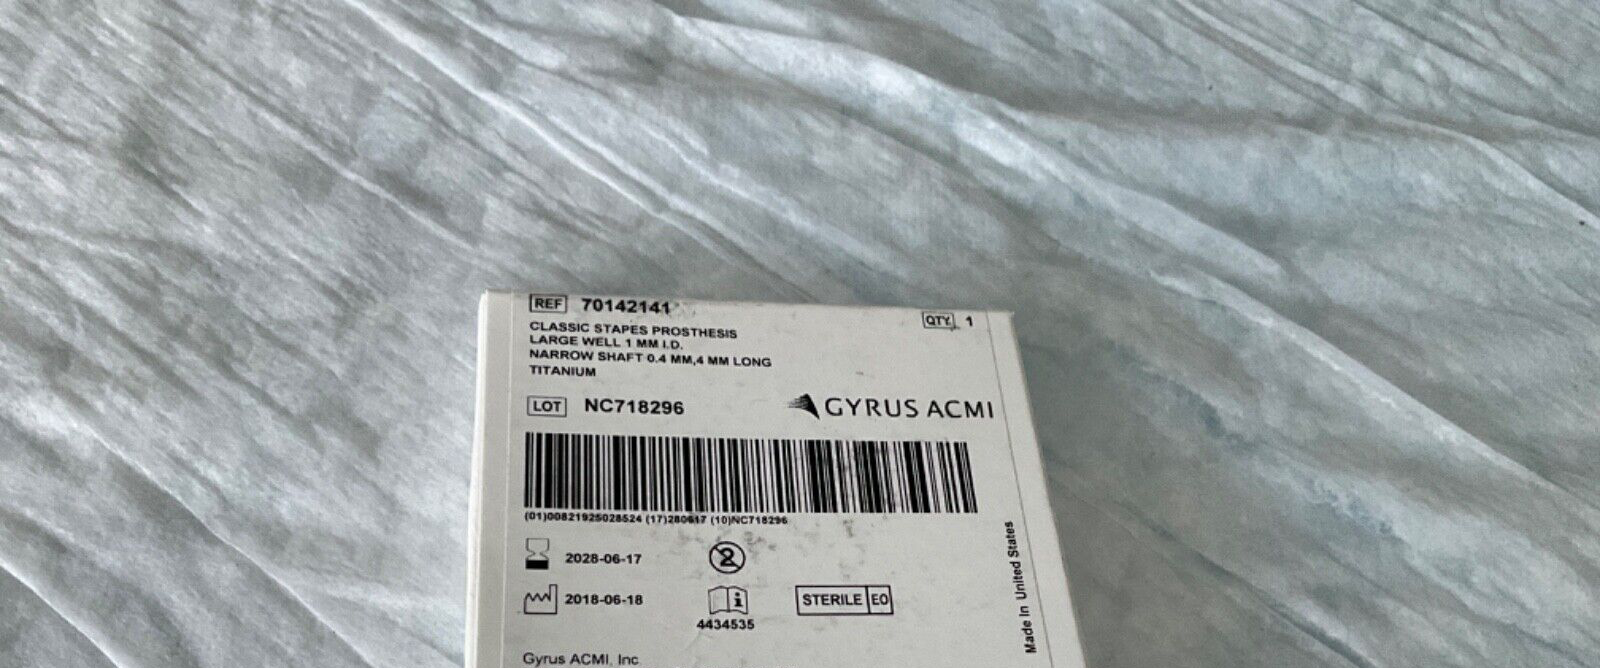 REF 70142141
QTY 1
CLASSIC STAPES PROSTHESIS
LARGE WELL 1 MM I.D.
NARROW SHAFT 0.4 MM,4 MM LONG
TITANIUM
LOT NC718296
GYRUS ACMI
(01)00821925028524 (17)280617 (10)NC718296
2028-06-17
2
2018-06-18
i
STERILE EO
4434535
Made In United States
Gyrus ACMI, Inc.